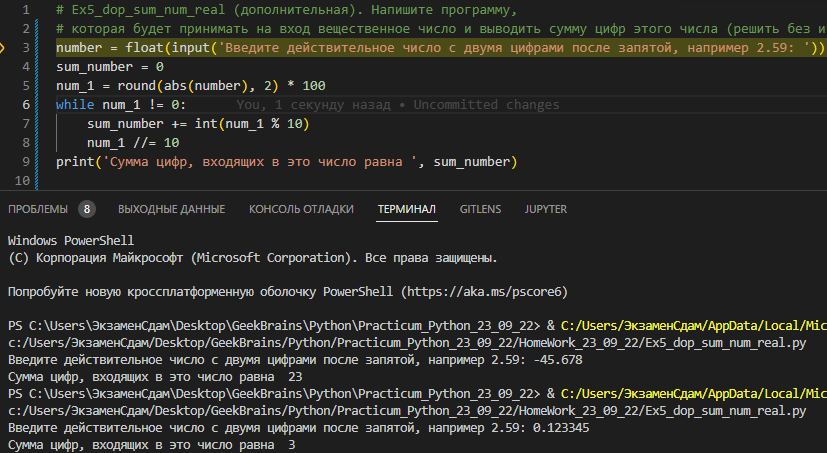 1 # Ex5_dop_sum_num_real (дополнительная). Напишите программу,
2 # которая будет принимать на вход вещественное число и выводить сумму цифр этого числа (решить без и
3 number = float(input('Введите действительное число с двумя цифрами после запятой, например 2.59: '))
4 sum_number = 0
5 num_1 = round(abs(number), 2) * 100
6 while num_1 != 0: You, 1 секунду назад • Uncommitted changes
7 sum_number += int(num_1 % 10)
8 num_1 //= 10
9 print('Сумма цифр, входящих в это число равна ', sum_number)
10
ПРОБЛЕМЫ 8 ВЫХОДНЫЕ ДАННЫЕ КОНСОЛЬ ОТЛАДКИ ТЕРМИНАЛ GITLENS JUPYTER
Windows PowerShell
(C) Корпорация Майкрософт (Microsoft Corporation). Все права защищены.
Попробуйте новую кроссплатформенную оболочку PowerShell (https://aka.ms/pscore6)
PS C:\Users\ЭкзаменСдам\Desktop\GeekBrains\Python\Practicum_Python_23_09_22> & C:/Users/ЭкзаменСдам/AppData/Local/Mic
c:/Users/ЭкзаменСдам/Desktop/GeekBrains/Python/Practicum_Python_23_09_22/HomeWork_23_09_22/Ex5_dop_sum_num_real.py
Введите действительное число с двумя цифрами после запятой, например 2.59: -45.678
Сумма цифр, входящих в это число равна  23
PS C:\Users\ЭкзаменСдам\Desktop\GeekBrains\Python\Practicum_Python_23_09_22> & C:/Users/ЭкзаменСдам/AppData/Local/Mic
c:/Users/ЭкзаменСдам/Desktop/GeekBrains/Python/Practicum_Python_23_09_22/HomeWork_23_09_22/Ex5_dop_sum_num_real.py
Введите действительное число с двумя цифрами после запятой, например 2.59: 0.123345
Сумма цифр, входящих в это число равна  3